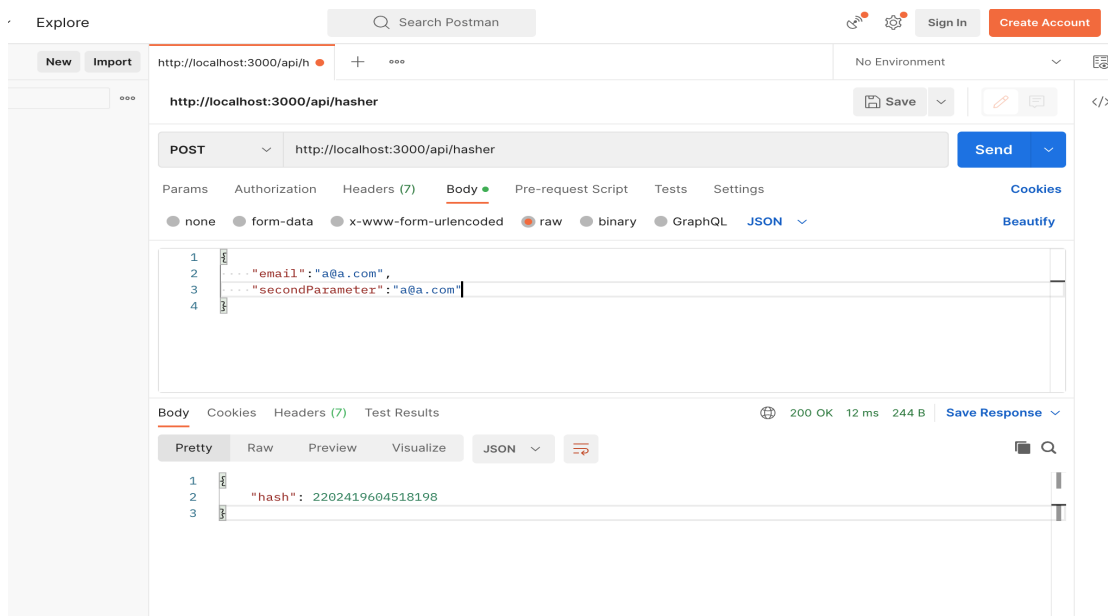 Explore
Search Postman
Sign In
Create Account
New
Import
http://localhost:3000/api/h
No Environment
http://localhost:3000/api/hasher
Save
POST
http://localhost:3000/api/hasher
Send
Params Authorization Headers (7) Body Pre-request Script Tests Settings
Cookies
none form-data x-www-form-urlencoded raw binary GraphQL JSON
Beautify
1 {
2 ····"email":"a@a.com",
3 ····"secondParameter":"a@a.com"
4 }
Body Cookies Headers (7) Test Results
200 OK 12 ms 244 B Save Response
Pretty Raw Preview Visualize JSON
1 {
2 "hash": 2202419604518198
3 }